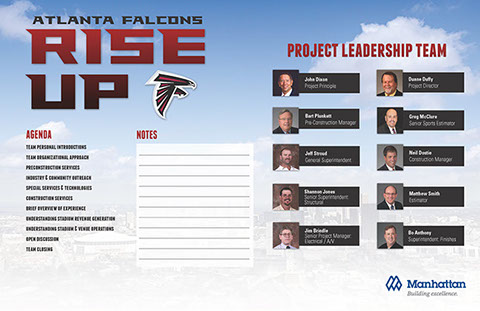 ATLANTA FALCONS
RISE
UP
AGENDA
TEAM PERSONAL INTRODUCTIONS
TEAM ORGANIZATIONAL APPROACH
PRECONSTRUCTION SERVICES
INDUSTRY & COMMUNITY OUTREACH
SPECIAL SERVICES & TECHNOLOGIES
CONSTRUCTION SERVICES
BRIEF OVERVIEW OF EXPERIENCE
UNDERSTANDING STADIUM REVENUE GENERATION
UNDERSTANDING STADIUM & VENUE OPERATIONS
OPEN DISCUSSION
TEAM CLOSING
NOTES
PROJECT LEADERSHIP TEAM
John Dixon
Project Principle
Bart Plunkett
Pre-Construction Manager
Jeff Stroud
General Superintendent
Shannon Jones
Senior Superintendent
Structural
Jim Brindle
Senior Project Manager
Electrical / A/V
Duane Duffy
Project Director
Greg McClure
Senior Sports Estimator
Neil Dostie
Construction Manager
Matthew Smith
Estimator
Bo Anthony
Superintendent: Finishes
Manhattan
Building excellence.